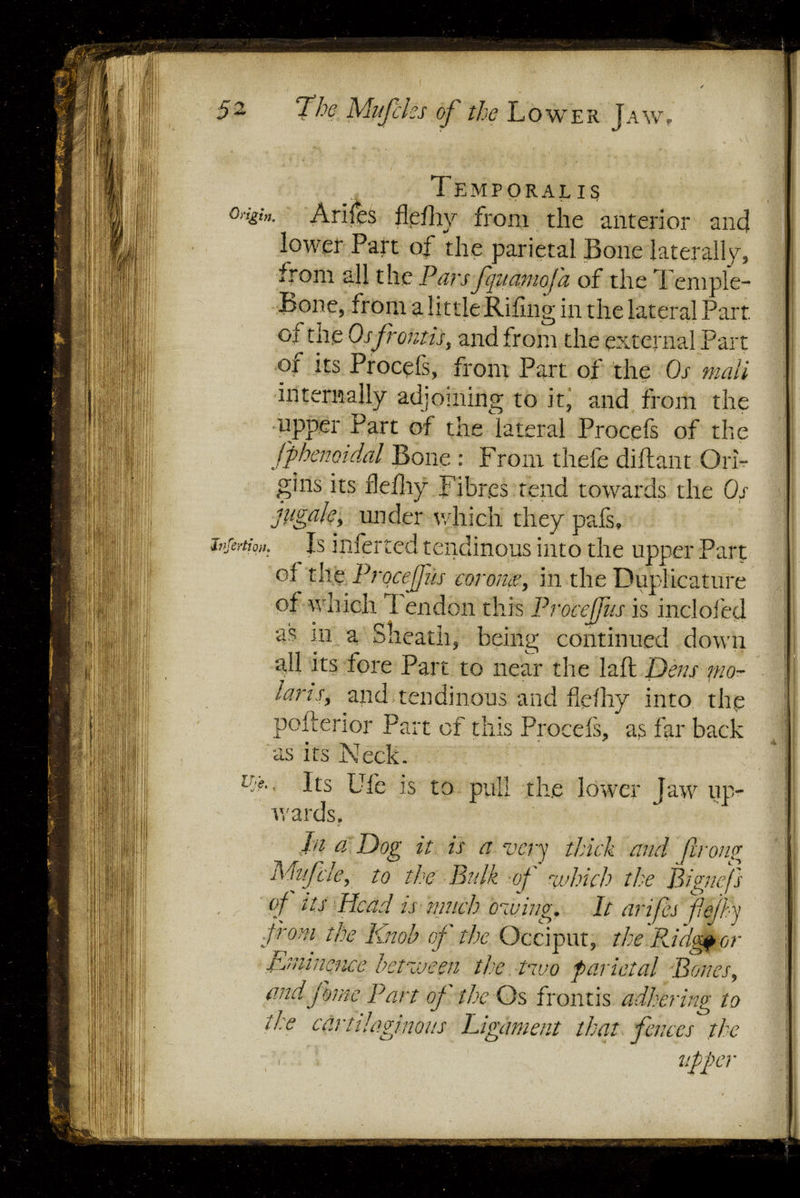 52 The Muſcles of the LOWER JAW.
TEMPORALIS
Origin. Ariſes fleſhy from the anterior and
lower Part of the parietal Bone laterally,
from all the Pars ſquamoſa of the Temple-
Bone, from a little Riſing in the lateral Part
of the Os frontis, and from the external Part
of its Proceſs, from Part of the Os mali
internally adjoining to it, and from the
upper Part of the lateral Proceſs of the
ſphenoidal Bone : From theſe diſtant Ori-
gins its fleſhy Fibres tend towards the Os
jugale, under which they paſs.
Inſertion. Is inſerted tendinous into the upper Part
of the Proceſſus coronæ, in the Duplicature
of which Tendon this Proceſſus is incloſed
as in a Sheath, being continued down
all its fore Part to near the laſt Dens mo-
laris, and tendinous and fleſhy into the
poſterior Part of this Proceſs, as far back
as its Neck.
Uſe. Its Uſe is to pull the lower Jaw up-
wards.
In a Dog it is a very thick and ſtrong
Muſcle, to the Bulk of which the Bigneſs
of its Head is much owing. It ariſes fleſhy
from the Knob of the Occiput, the Ridge or
Eminence between the two parietal Bones,
and ſome Part of the Os frontis adhering to
the cartilaginous Ligament that fences the
upper